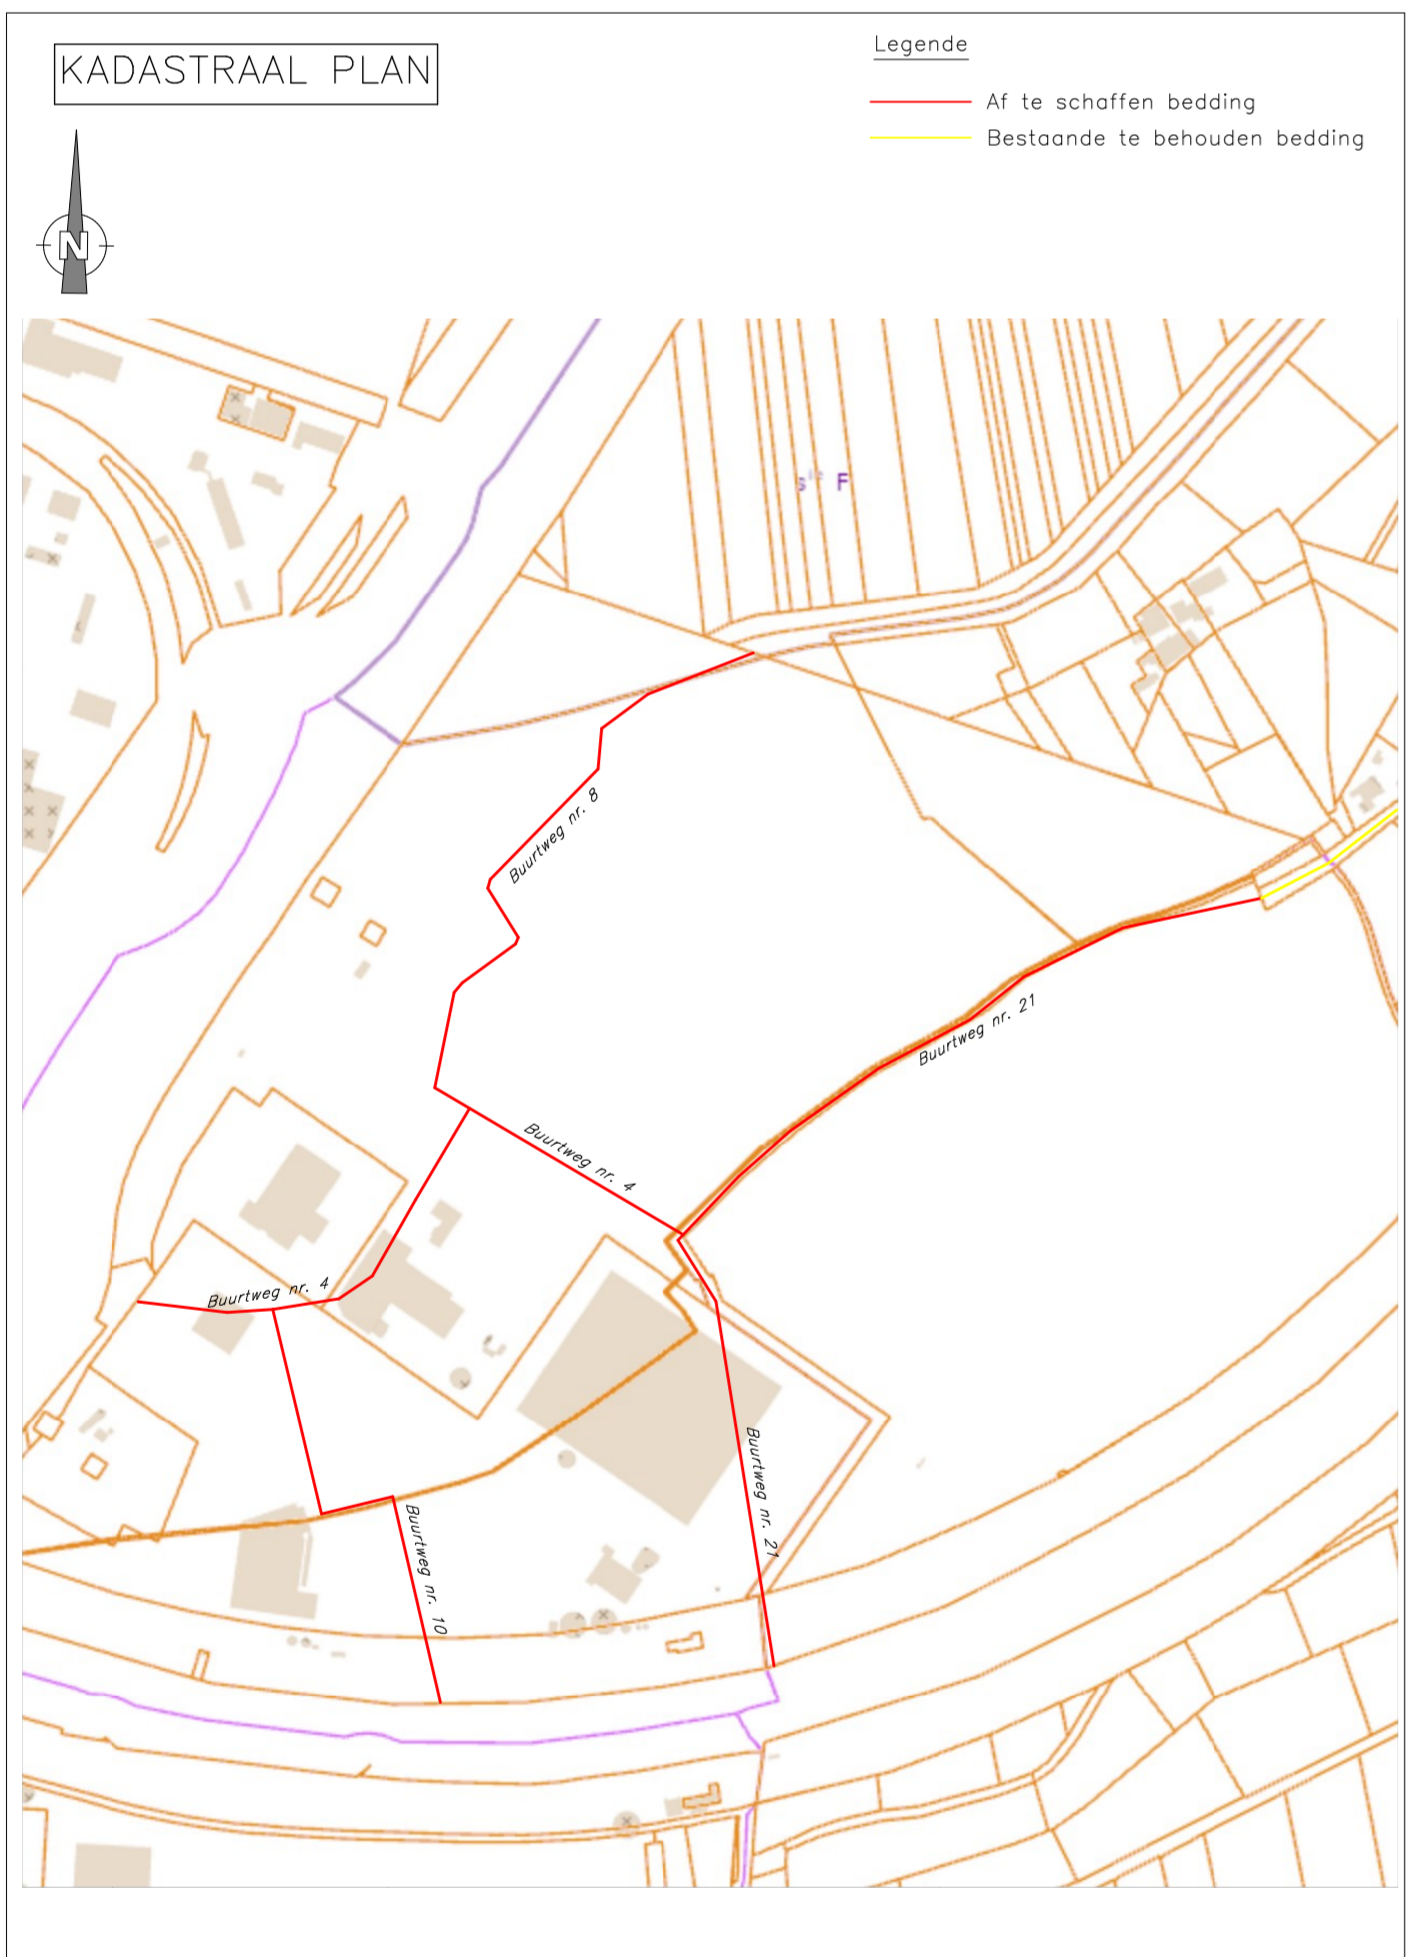 KADASTRAAL PLAN
Legende
Af te schaffen bedding
Bestaande te behouden bedding
N
sie F
Buurtweg nr. 8
Buurtweg nr. 21
Buurtweg nr. 4
Buurtweg nr. 4
Buurtweg nr. 21
Buurtweg nr. 10